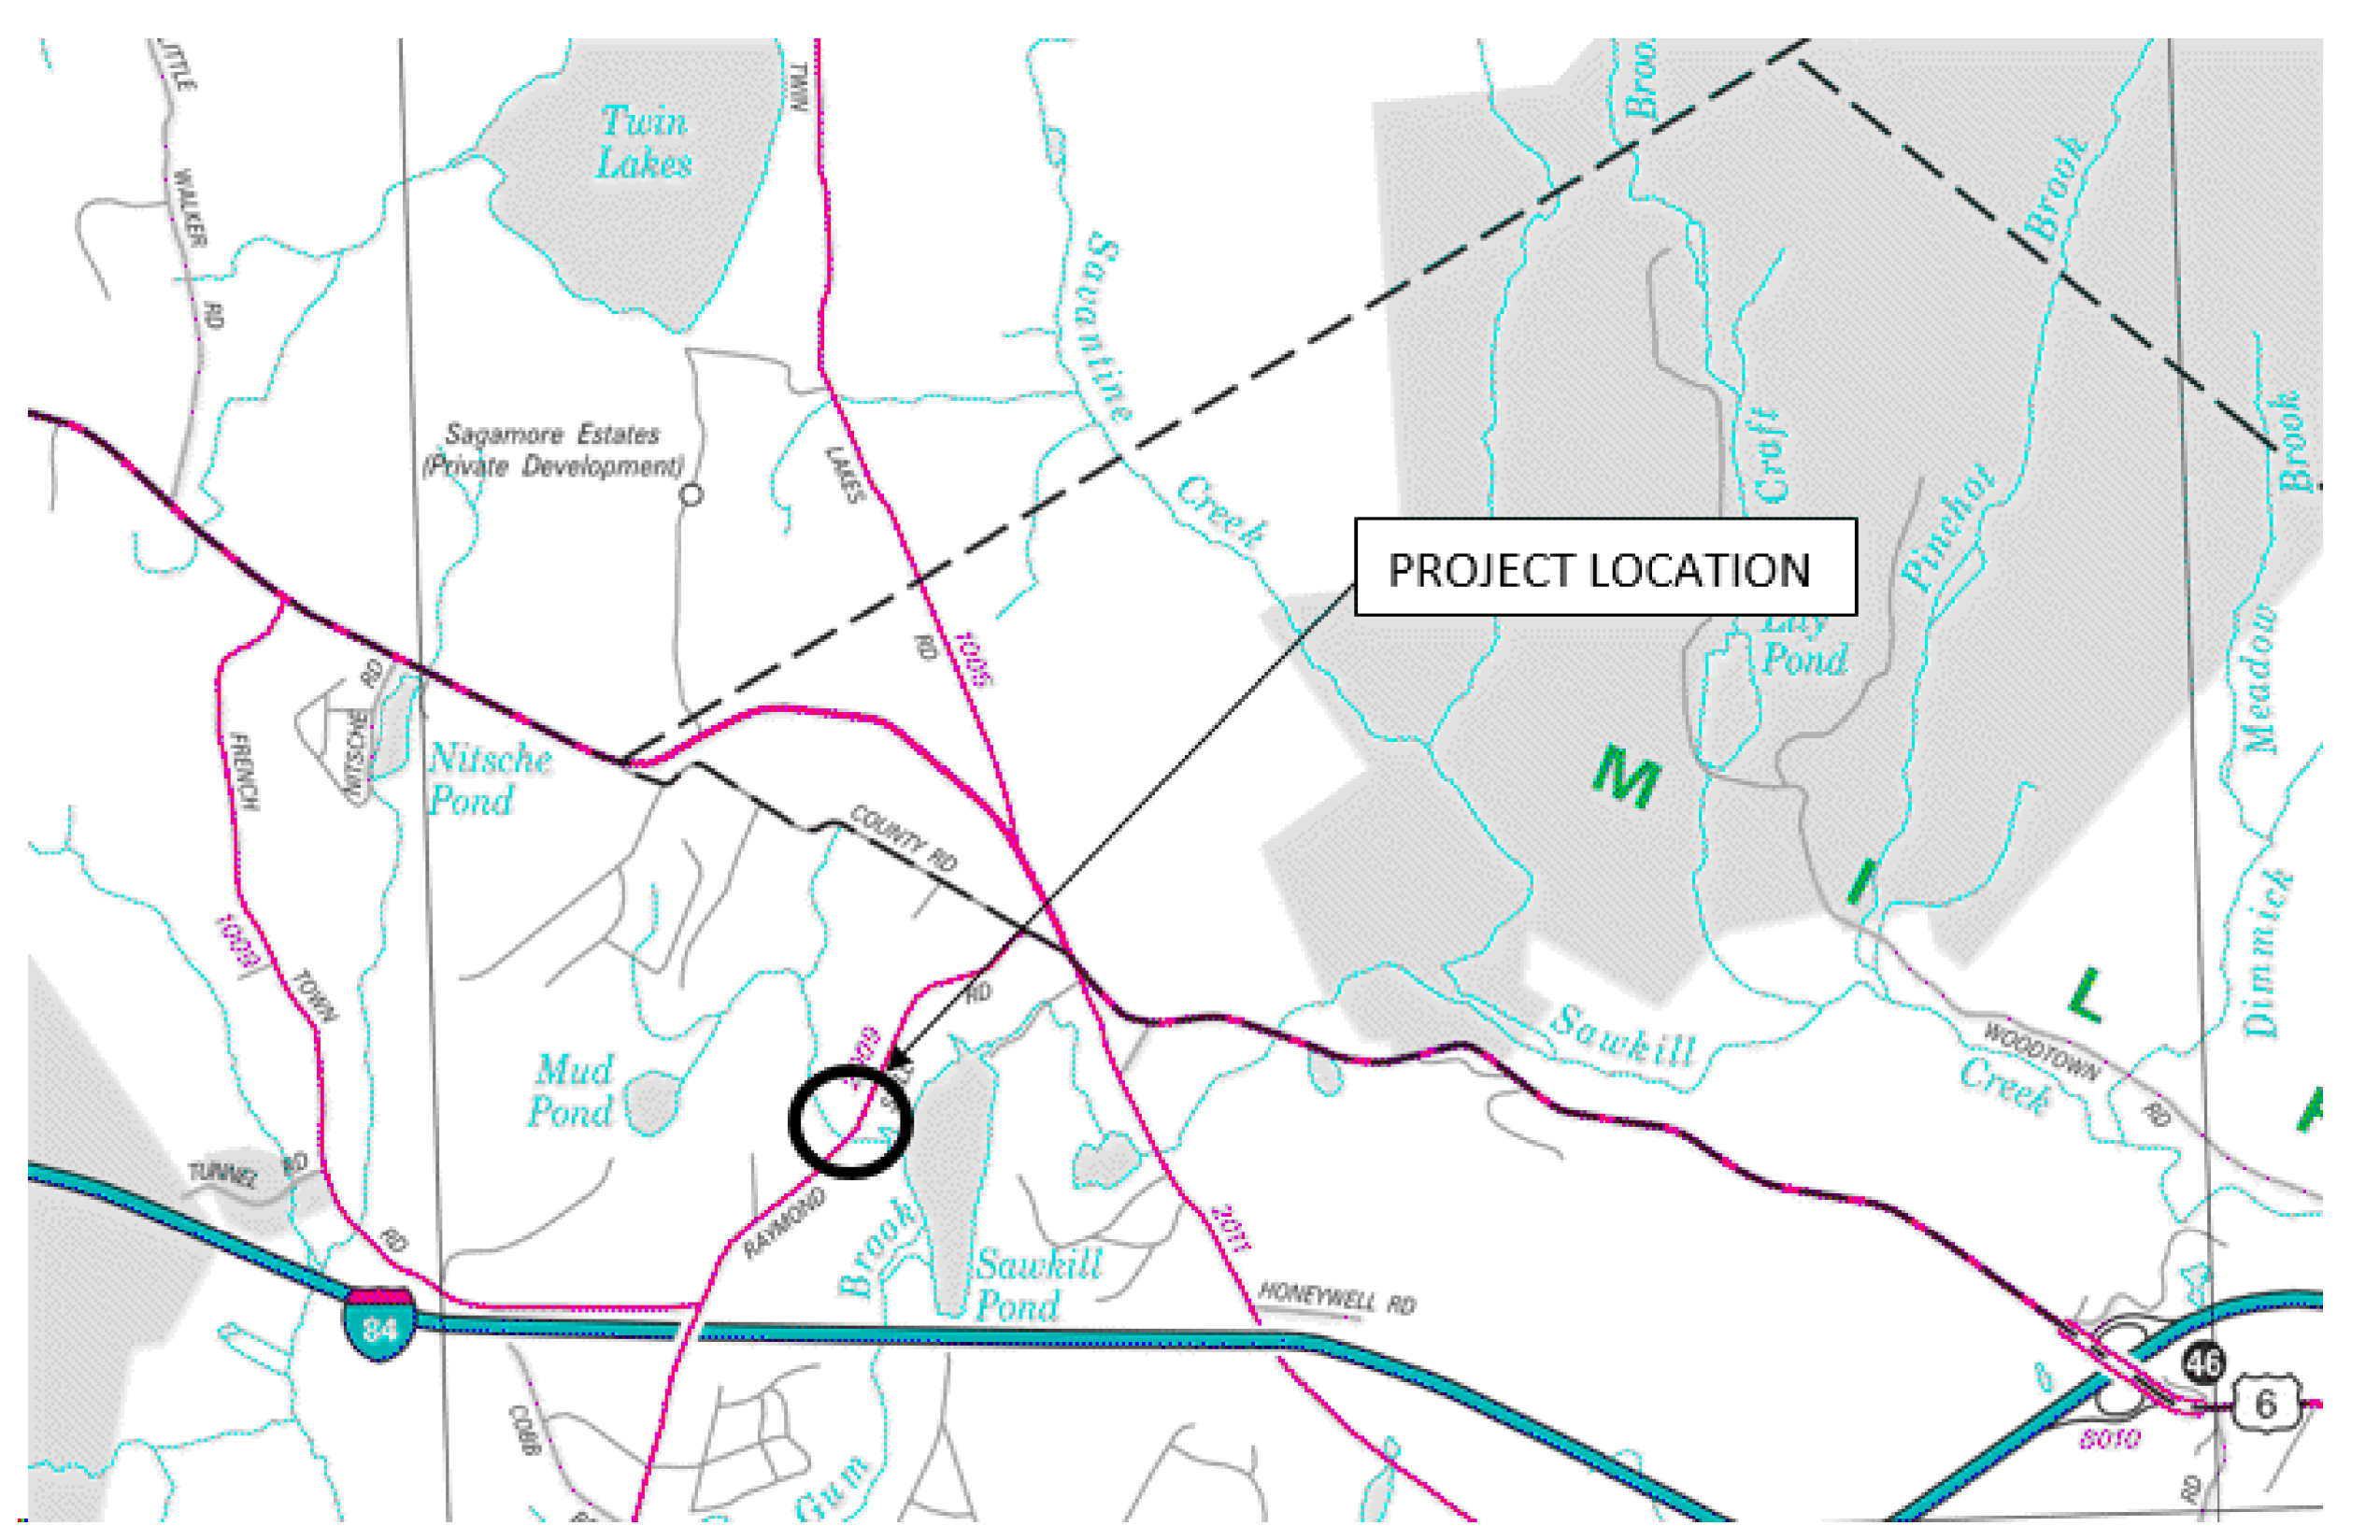 LITTLE
WALKER
RD
Twin
Lakes
TWIN
LAKES
RD
1005
Sagamore Estates
(Private Development)
Savantine
Creek
Brook
Brook
Craft
Pinchot
Brook
Meadow
Dimmick
PROJECT LOCATION
Lily
Pond
M
I
L
NITSCHE
RD
Nitsche
Pond
FRENCH
TOWN
RD
1009
COUNTY RD
RD
RAYMOND
Mud
Pond
Sawkill
Creek
WOODTOWN
RD
TUNNEL RD
Brook
Gum
Sawkill
Pond
2011
HONEYWELL RD
84
COBB
46
6
8010
RD